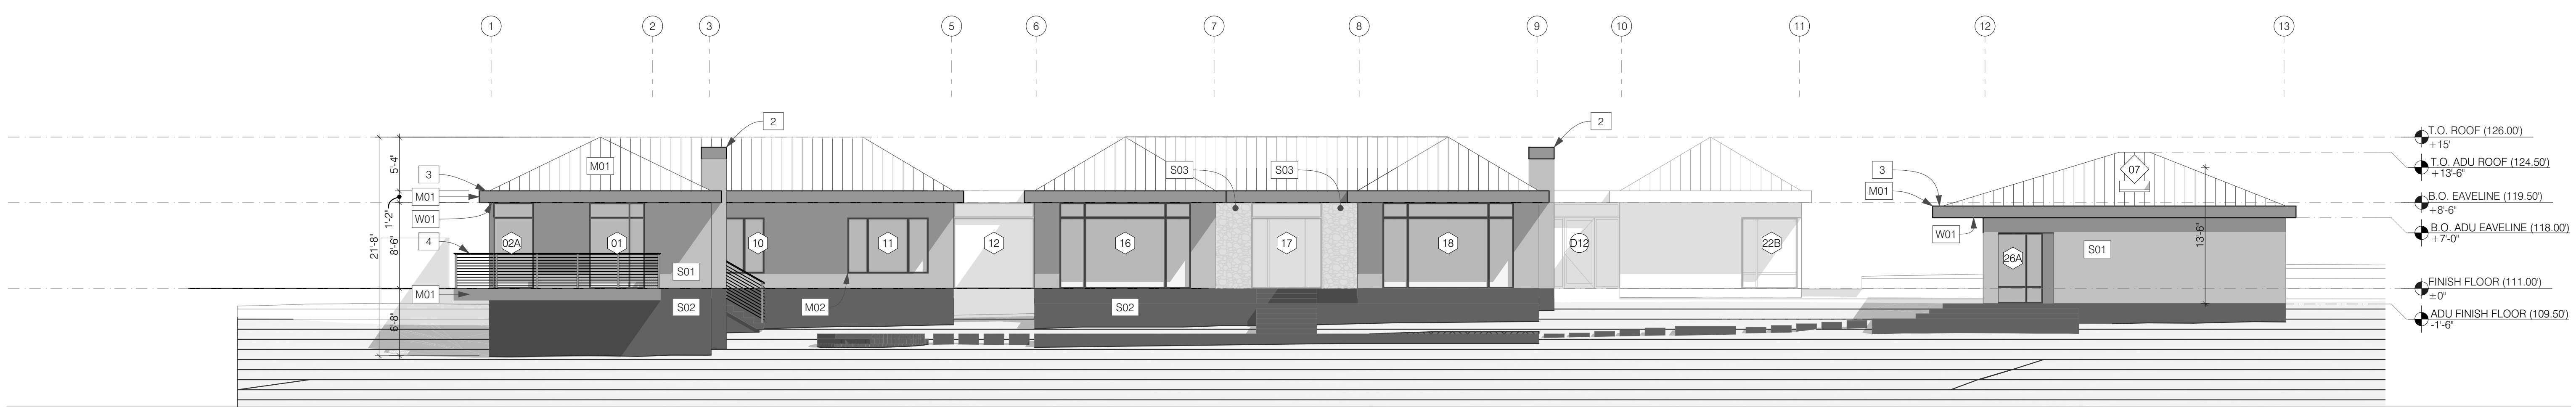 1
2
3
5
6
7
8
9
10
11
12
13
2
2
T.O. ROOF (126.00')
+15'
5'-4"
M01
S03
S03
07
T.O. ADU ROOF (124.50')
+13'-6"
3
3
M01
M01
B.O. EAVELINE (119.50')
+8'-6"
1'-2"
W01
W01
B.O. ADU EAVELINE (118.00')
+7'-0"
21'-8"
8'-6"
4
02A
01
10
11
12
16
17
18
D12
22B
26A
S01
13'-6"
S01
M01
FINISH FLOOR (111.00')
±0"
S02
M02
S02
6'-8"
ADU FINISH FLOOR (109.50')
-1'-6"